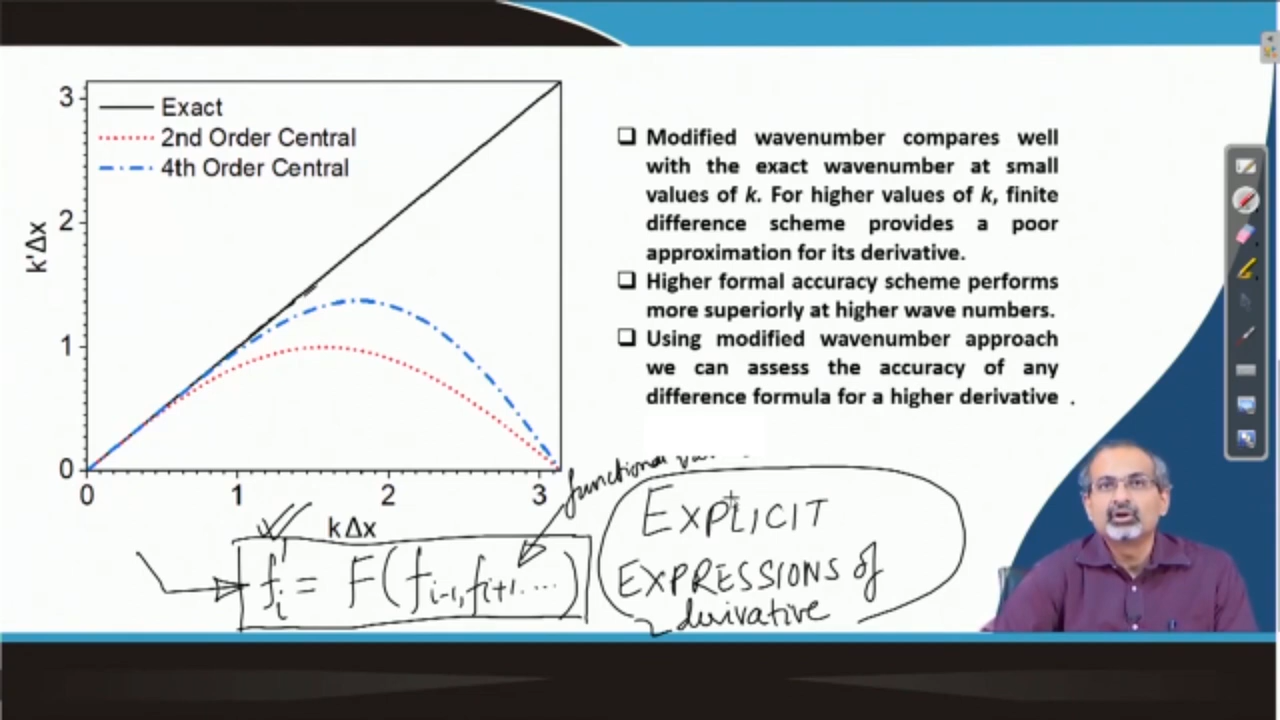 3
2
1
0
k'Δx
Exact
2nd Order Central
4th Order Central
0
1
2
3
kΔx
❑ Modified wavenumber compares well
with the exact wavenumber at small
values of k. For higher values of k, finite
difference scheme provides a poor
approximation for its derivative.
❑ Higher formal accuracy scheme performs
more superiorly at higher wave numbers.
❑ Using modified wavenumber approach
we can assess the accuracy of any
difference formula for a higher derivative .
functional
f'ᵢ = F(fᵢ₋₁, fᵢ₊₁....)
EXPLICIT
EXPRESSIONS of
derivative